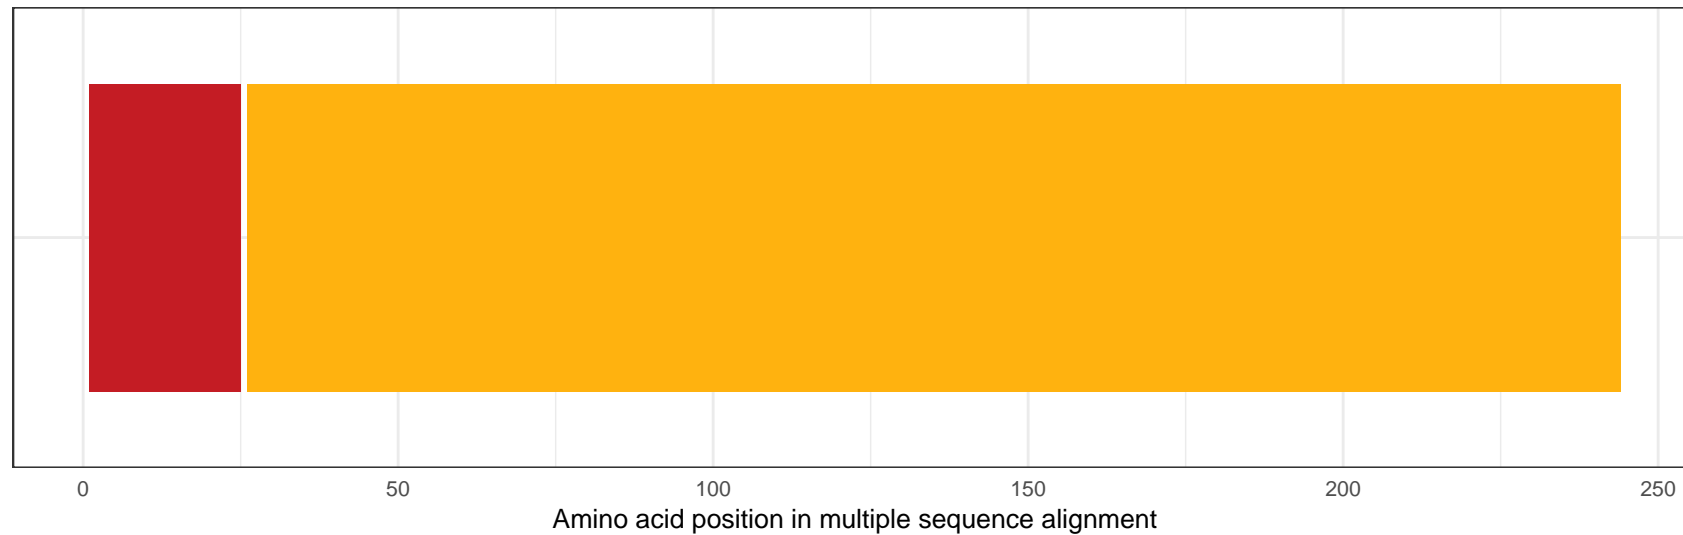 0 50 100 150 200 250
Amino acid position in multiple sequence alignment